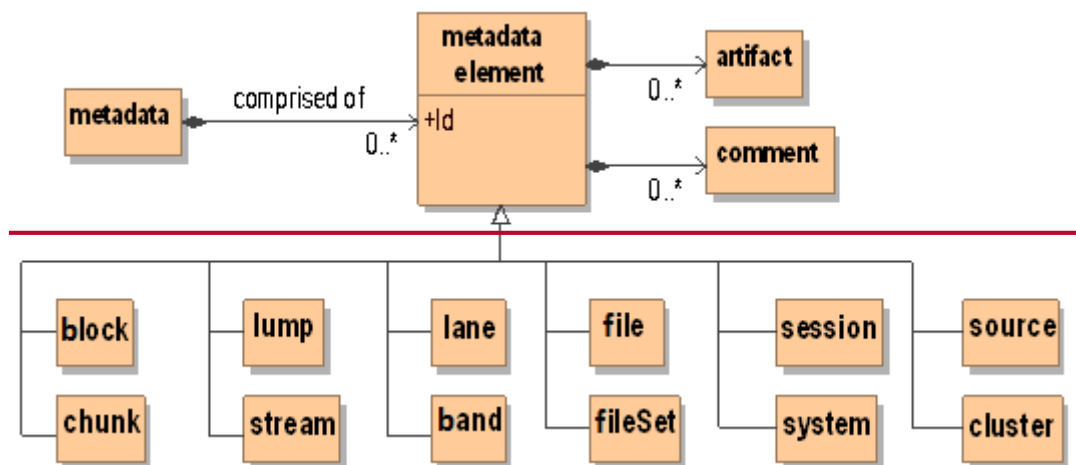 metadata
element
artifact
0..*
metadata
comprised of
0..*
+Id
comment
0..*
block
lump
lane
file
session
source
chunk
stream
band
fileSet
system
cluster